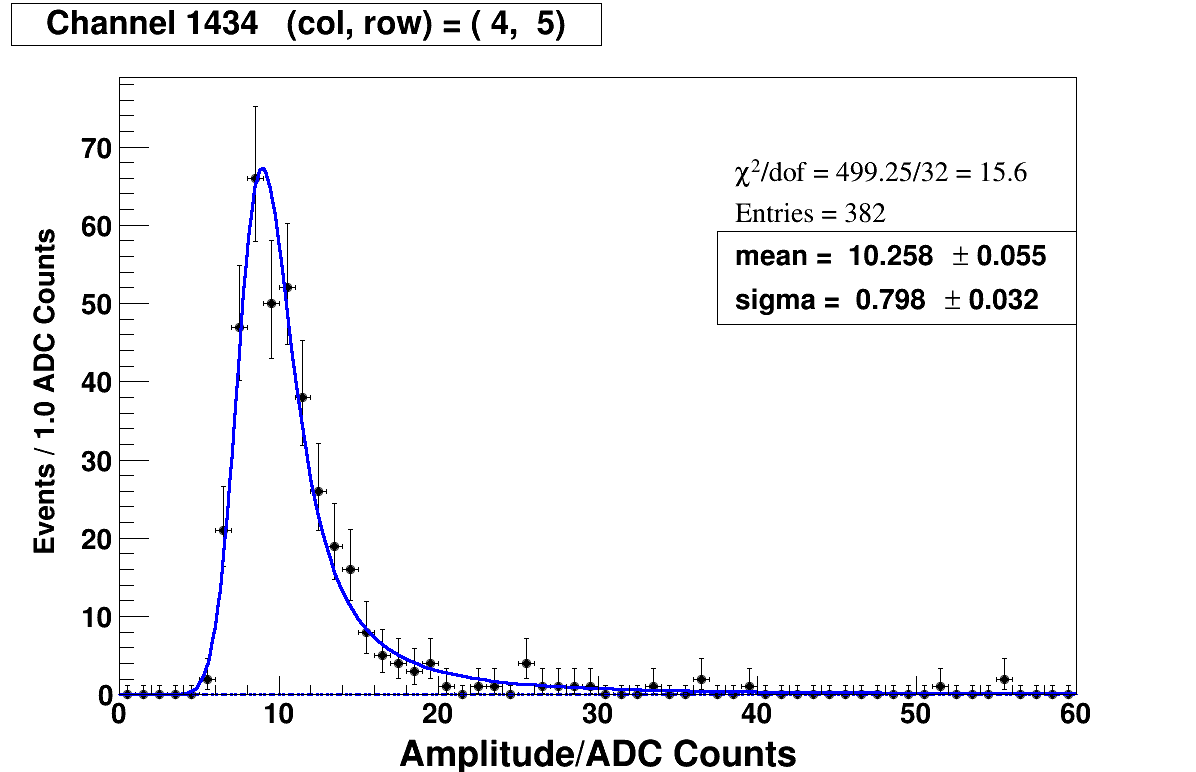 Channel 1434 (col, row) = ( 4, 5)
χ²/dof = 499.25/32 = 15.6
Entries = 382
mean = 10.258 ± 0.055
sigma = 0.798 ± 0.032
Events / 1.0 ADC Counts
70
60
50
40
30
20
10
0
0 10 20 30 40 50 60
Amplitude/ADC Counts